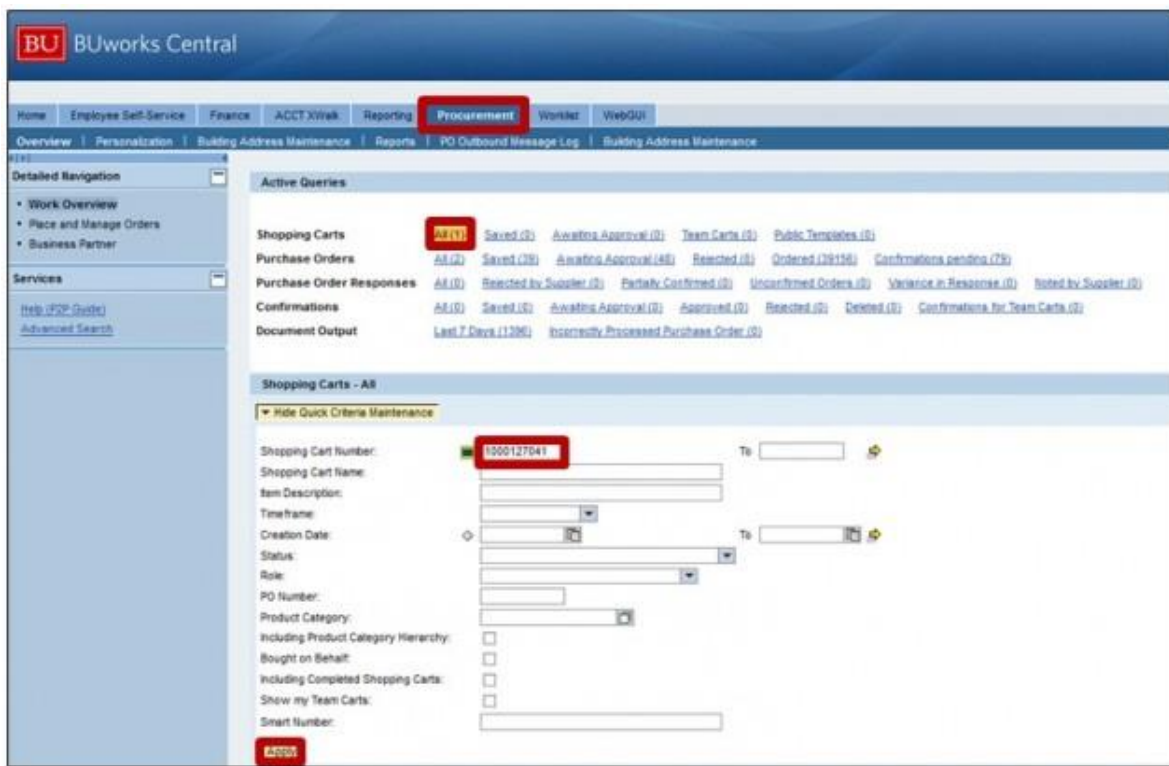 BU BUworks Central
Home Employee Self-Service Finance ACCT XWalk Reporting Procurement Worklist WebGUI
Overview | Personalization | Building Address Maintenance | Reports | PO Outbound Message Log | Building Address Maintenance
Detailed Navigation
• Work Overview
• Place and Manage Orders
• Business Partner
Services
Help (P2P Guide)
Advanced Search
Active Queries
Shopping Carts All (1) Saved (0) Awaiting Approval (0) Team Carts (0) Public Templates (0)
Purchase Orders All (2) Saved (39) Awaiting Approval (48) Rejected (8) Ordered (39156) Confirmations pending (79)
Purchase Order Responses All (0) Rejected by Supplier (0) Partially Confirmed (0) Unconfirmed Orders (0) Variance in Response (0) Noted by Supplier (0)
Confirmations All (0) Saved (0) Awaiting Approval (0) Approved (0) Rejected (0) Deleted (0) Confirmations for Team Carts (0)
Document Output Last 7 Days (1396) Incorrectly Processed Purchase Order (0)
Shopping Carts - All
Hide Quick Criteria Maintenance
Shopping Cart Number: 1000127041 To
Shopping Cart Name:
Item Description:
Timeframe:
Creation Date: To
Status:
Role:
PO Number:
Product Category:
Including Product Category Hierarchy:
Bought on Behalf:
Including Completed Shopping Carts:
Show my Team Carts:
Smart Number:
Apply